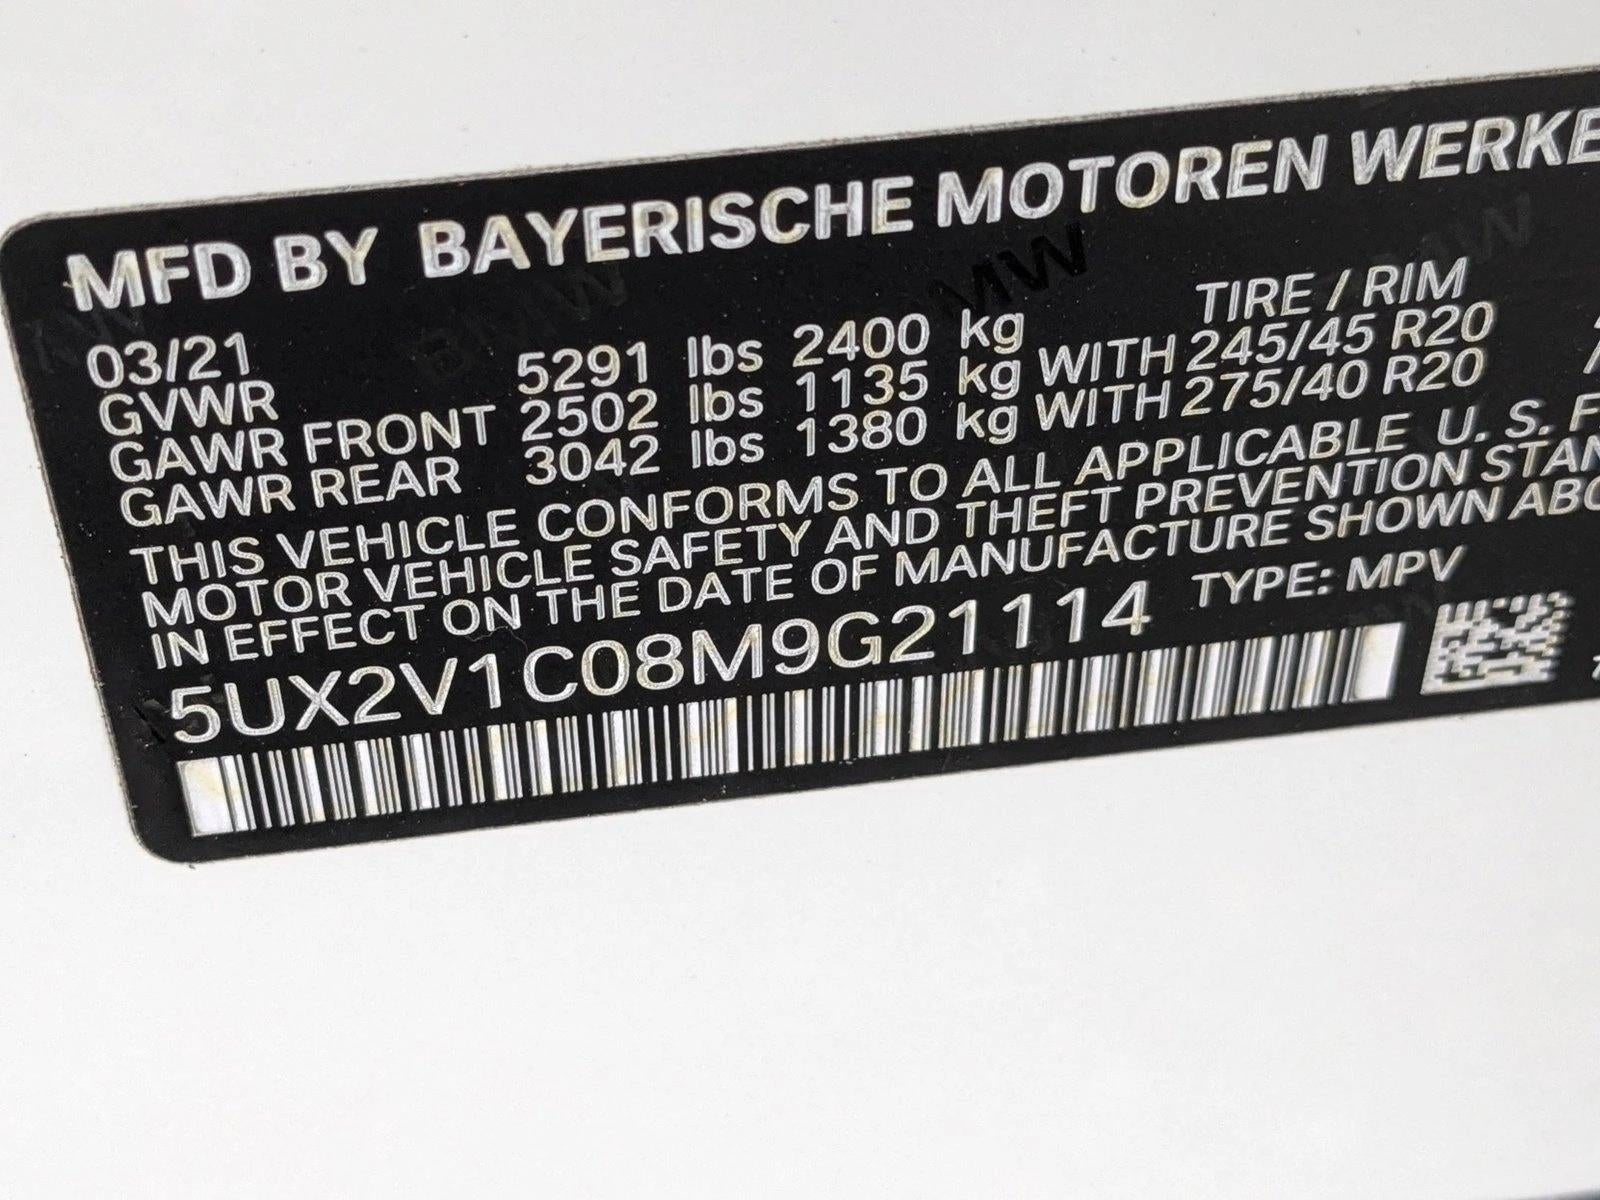 MFD BY BAYERISCHE MOTOREN WERKE
TIRE / RIM
03/21
GVWR 5291 lbs 2400 kg
GAWR FRONT 2502 lbs 1135 kg WITH 245/45 R20
GAWR REAR 3042 lbs 1380 kg WITH 275/40 R20
THIS VEHICLE CONFORMS TO ALL APPLICABLE U. S. F
MOTOR VEHICLE SAFETY AND THEFT PREVENTION STAN
IN EFFECT ON THE DATE OF MANUFACTURE SHOWN ABO
5UX2V1C08M9G21114 TYPE: MPV